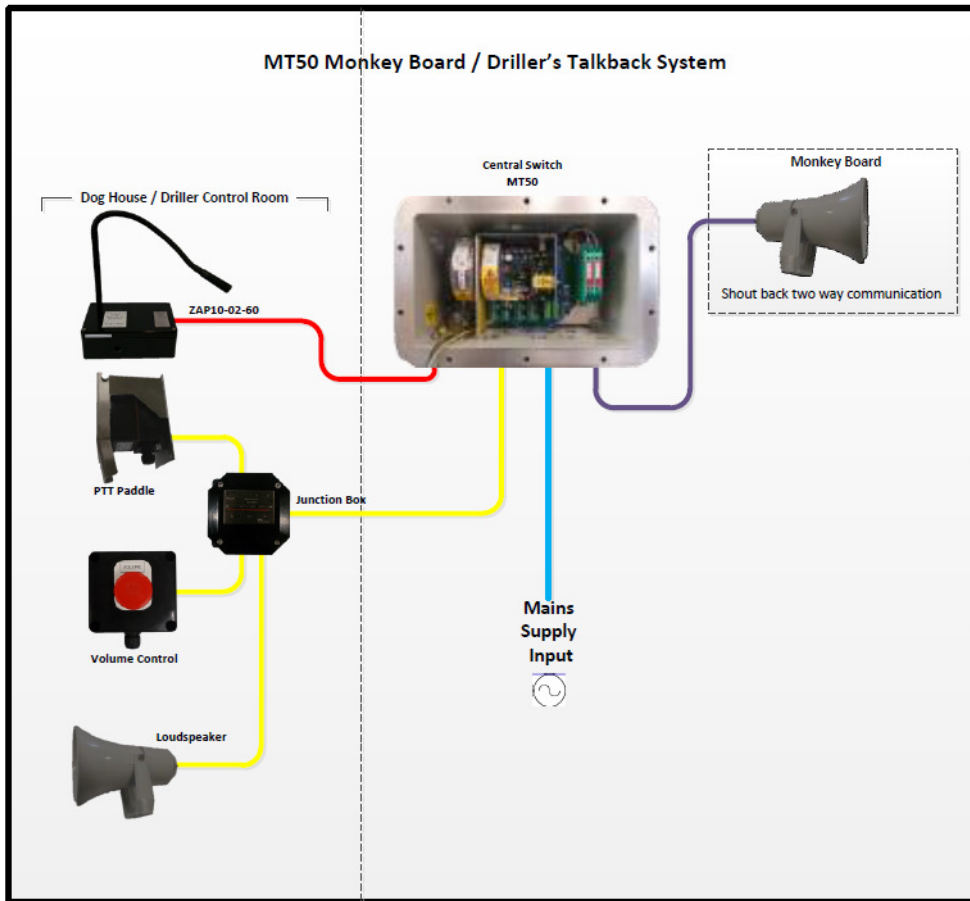 MT50 Monkey Board / Driller's Talkback System
Central Switch
MT50
Monkey Board
Shout back two way communication
Dog House / Driller Control Room
ZAP10-02-60
PTT Paddle
Junction Box
VOLUME
Volume Control
Loudspeaker
Mains
Supply
Input